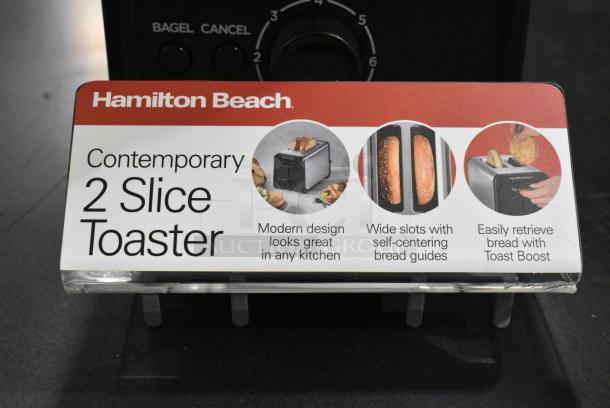 BAGEL CANCEL
2 3 4 5 6
Hamilton Beach
Contemporary
2 Slice
Toaster
Modern design
looks great
in any kitchen
Wide slots with
self-centering
bread guides
Easily retrieve
bread with
Toast Boost